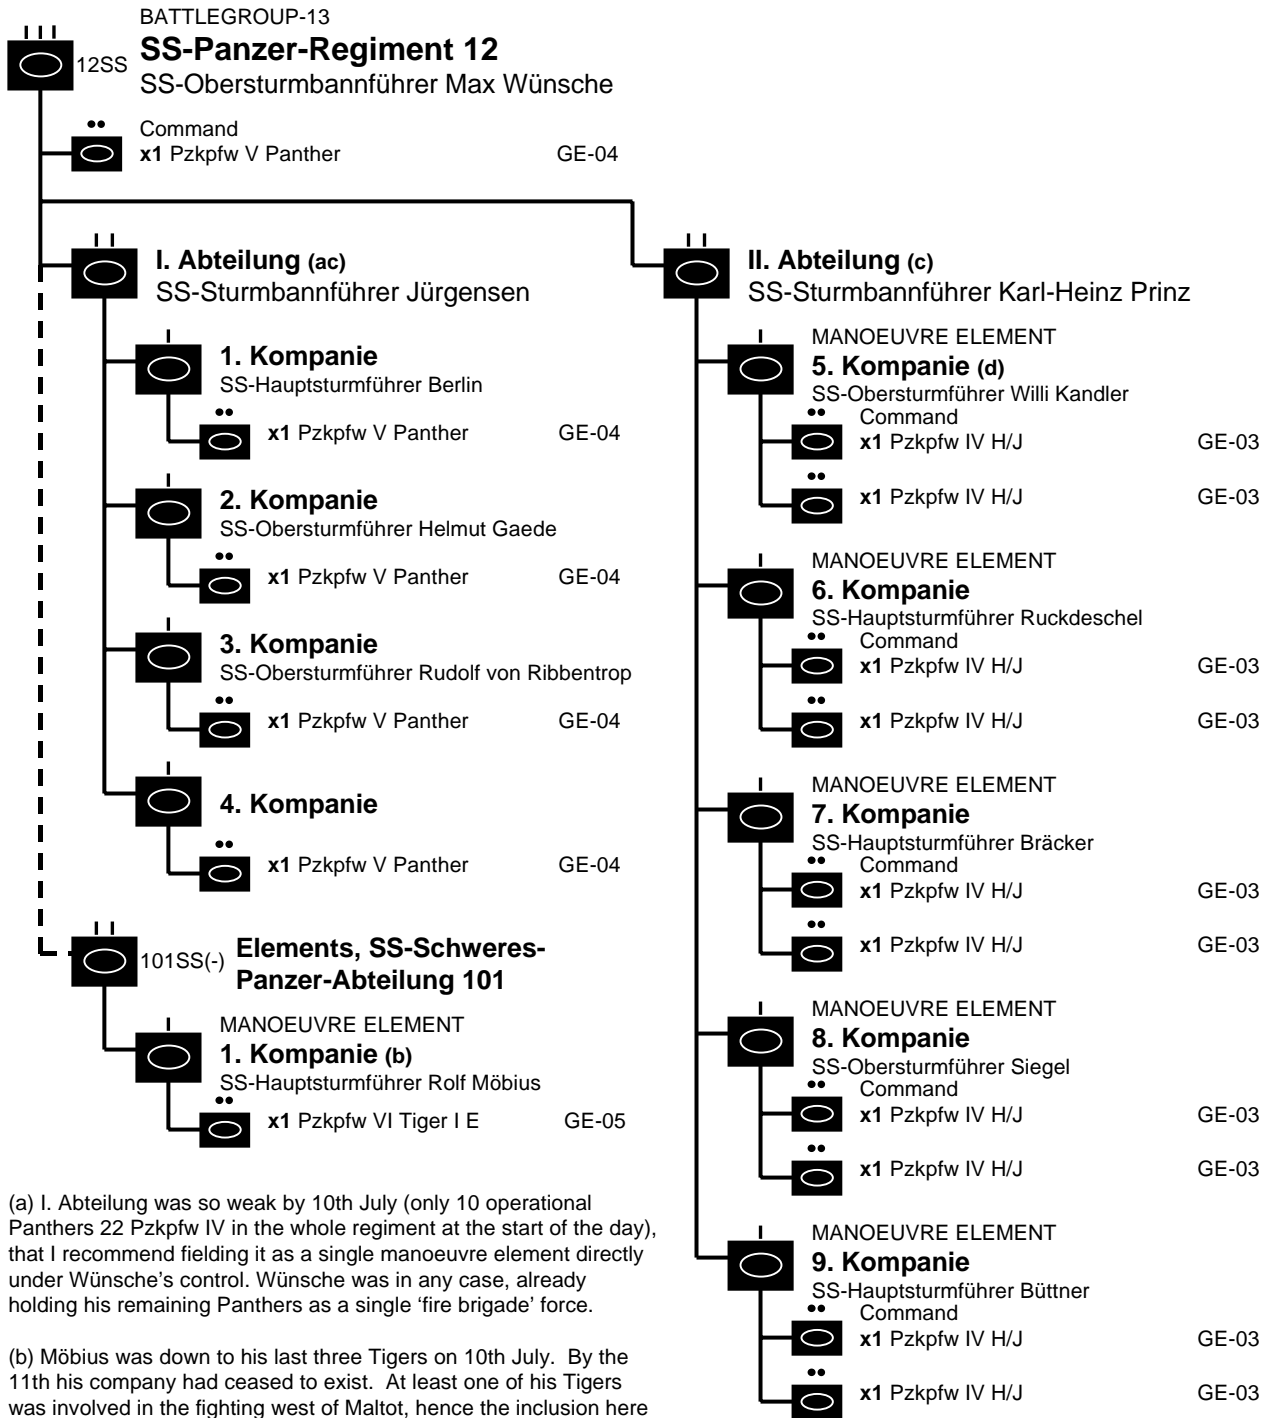 BATTLEGROUP-13
SS-Panzer-Regiment 12
12SS
SS-Obersturmbannführer Max Wünsche
Command
x1 Pzkpfw V Panther GE-04
I. Abteilung (ac)
SS-Sturmbannführer Jürgensen
1. Kompanie
SS-Hauptsturmführer Berlin
x1 Pzkpfw V Panther GE-04
2. Kompanie
SS-Obersturmführer Helmut Gaede
x1 Pzkpfw V Panther GE-04
3. Kompanie
SS-Obersturmführer Rudolf von Ribbentrop
x1 Pzkpfw V Panther GE-04
4. Kompanie
x1 Pzkpfw V Panther GE-04
101SS(-)
Elements, SS-Schweres-
Panzer-Abteilung 101
MANOEUVRE ELEMENT
1. Kompanie (b)
SS-Hauptsturmführer Rolf Möbius
x1 Pzkpfw VI Tiger I E GE-05
(a) I. Abteilung was so weak by 10th July (only 10 operational
Panthers 22 Pzkpfw IV in the whole regiment at the start of the day),
that I recommend fielding it as a single manoeuvre element directly
under Wünsche's control. Wünsche was in any case, already
holding his remaining Panthers as a single 'fire brigade' force.
(b) Möbius was down to his last three Tigers on 10th July. By the
11th his company had ceased to exist. At least one of his Tigers
was involved in the fighting west of Maltot, hence the inclusion here
II. Abteilung (c)
SS-Sturmbannführer Karl-Heinz Prinz
MANOEUVRE ELEMENT
5. Kompanie (d)
SS-Obersturmführer Willi Kandler
Command
x1 Pzkpfw IV H/J GE-03
x1 Pzkpfw IV H/J GE-03
MANOEUVRE ELEMENT
6. Kompanie
SS-Hauptsturmführer Ruckdeschel
Command
x1 Pzkpfw IV H/J GE-03
x1 Pzkpfw IV H/J GE-03
MANOEUVRE ELEMENT
7. Kompanie
SS-Hauptsturmführer Bräcker
Command
x1 Pzkpfw IV H/J GE-03
x1 Pzkpfw IV H/J GE-03
MANOEUVRE ELEMENT
8. Kompanie
SS-Obersturmführer Siegel
Command
x1 Pzkpfw IV H/J GE-03
x1 Pzkpfw IV H/J GE-03
MANOEUVRE ELEMENT
9. Kompanie
SS-Hauptsturmführer Büttner
Command
x1 Pzkpfw IV H/J GE-03
x1 Pzkpfw IV H/J GE-03